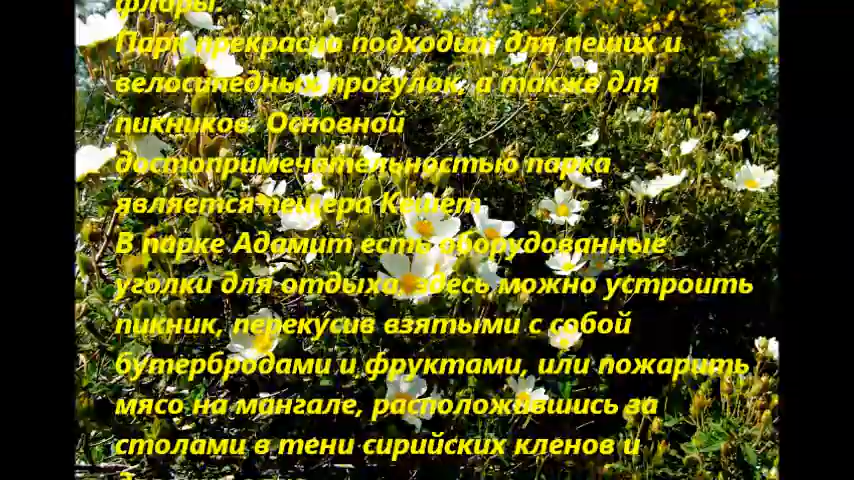 флоры.
Парк прекрасно подходит для пеших и
велосипедных прогулок, а также для
пикников. Основной
достопримечательностью парка
является пещера Кешет.
В парке Адамит есть оборудованные
уголки для отдыха, здесь можно устроить
пикник, перекусив взятыми с собой
бутербродами и фруктами, или пожарить
мясо на мангале, расположившись за
столами в тени сирийских кленов и